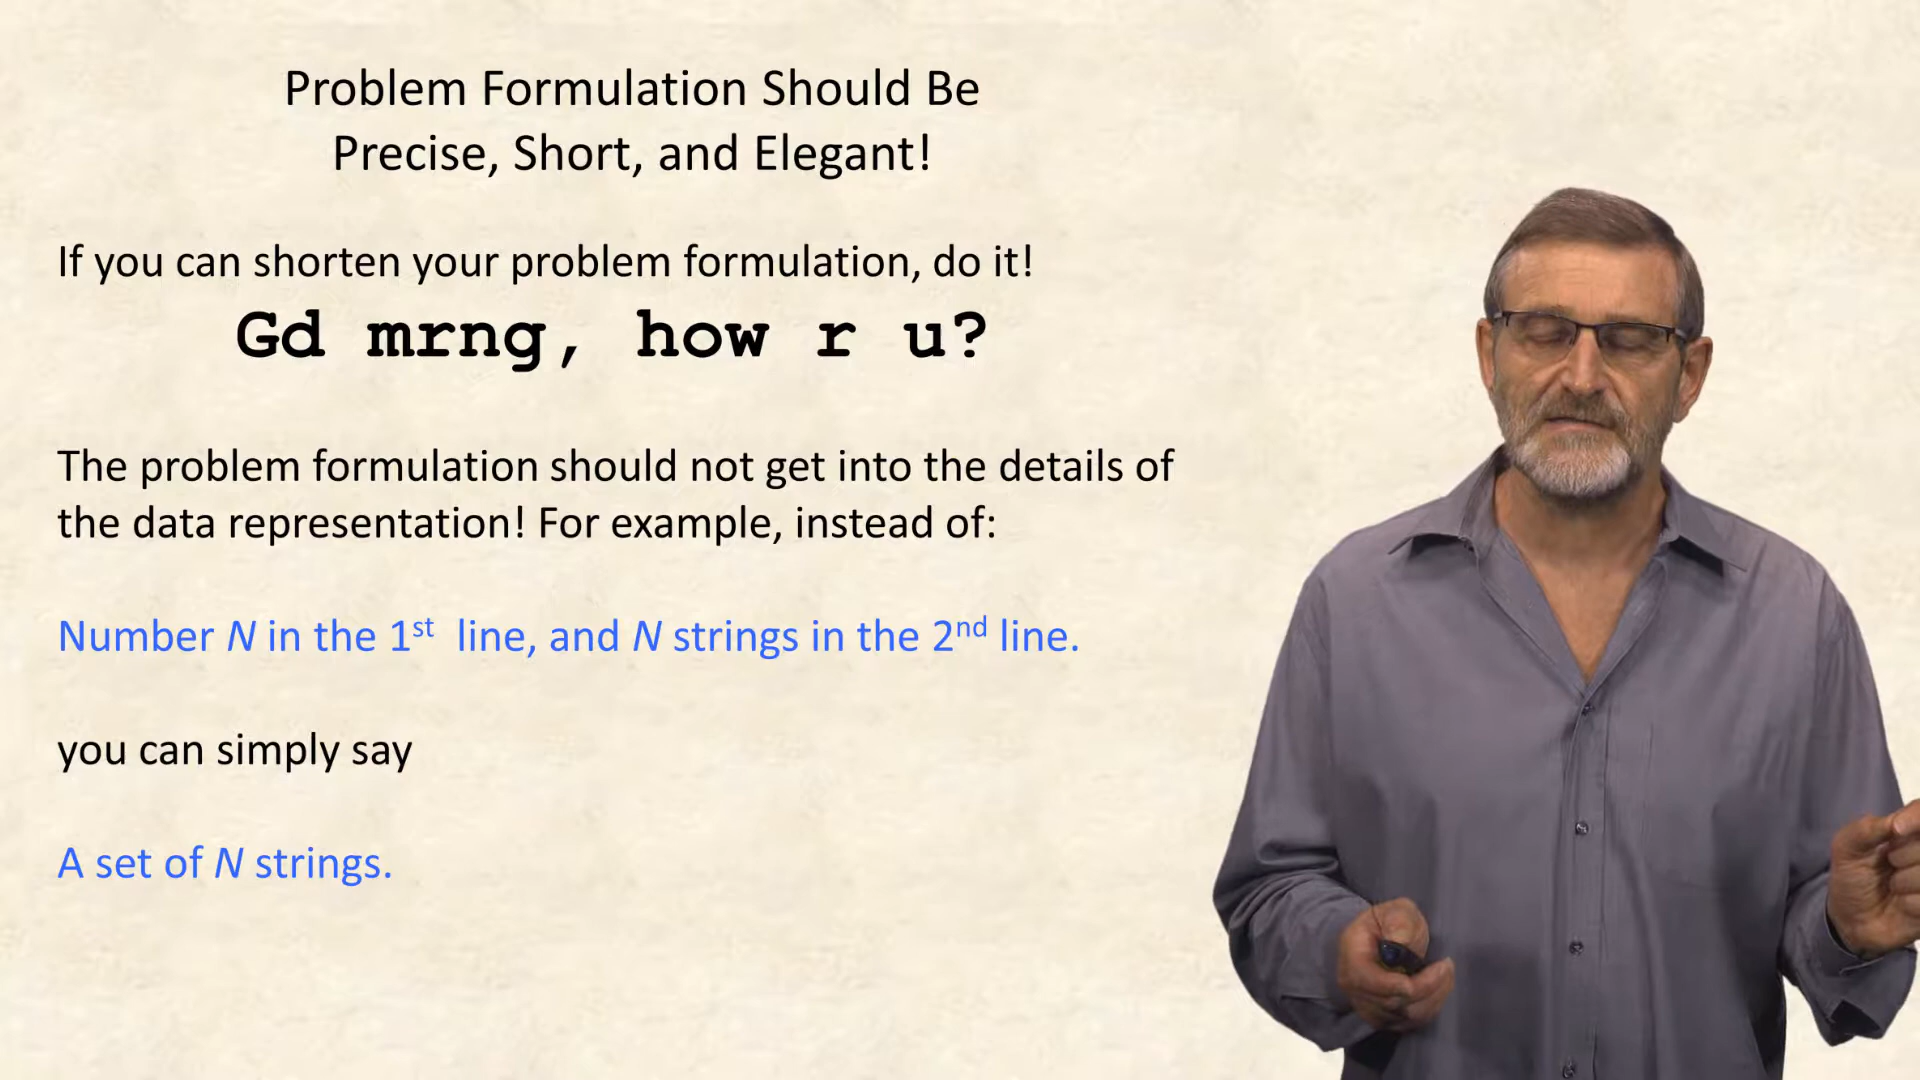 Problem Formulation Should Be
Precise, Short, and Elegant!
If you can shorten your problem formulation, do it!
Gd mrng, how r u?
The problem formulation should not get into the details of
the data representation! For example, instead of:
Number N in the 1st line, and N strings in the 2nd line.
you can simply say
A set of N strings.